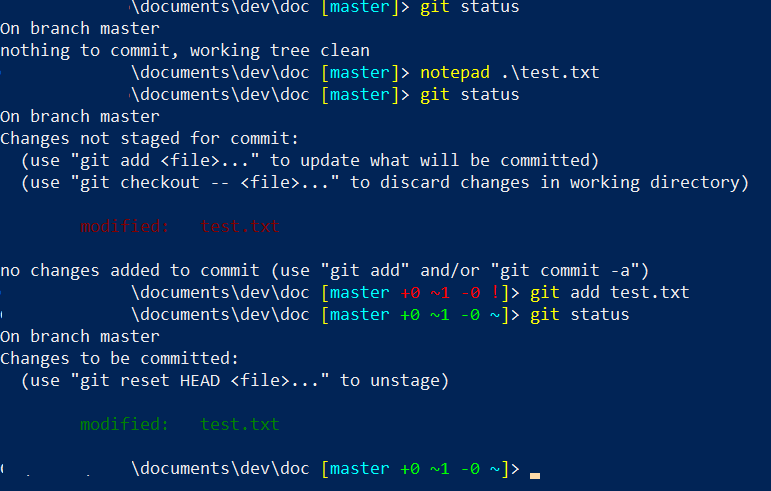 \documents\dev\doc [master]> git status
On branch master
nothing to commit, working tree clean
\documents\dev\doc [master]> notepad .\test.txt
\documents\dev\doc [master]> git status
On branch master
Changes not staged for commit:
  (use "git add <file>..." to update what will be committed)
  (use "git checkout -- <file>..." to discard changes in working directory)
        modified:   test.txt
no changes added to commit (use "git add" and/or "git commit -a")
\documents\dev\doc [master +0 ~1 -0 !]> git add test.txt
\documents\dev\doc [master +0 ~1 -0 ~]> git status
On branch master
Changes to be committed:
  (use "git reset HEAD <file>..." to unstage)
        modified:   test.txt
\documents\dev\doc [master +0 ~1 -0 ~]>